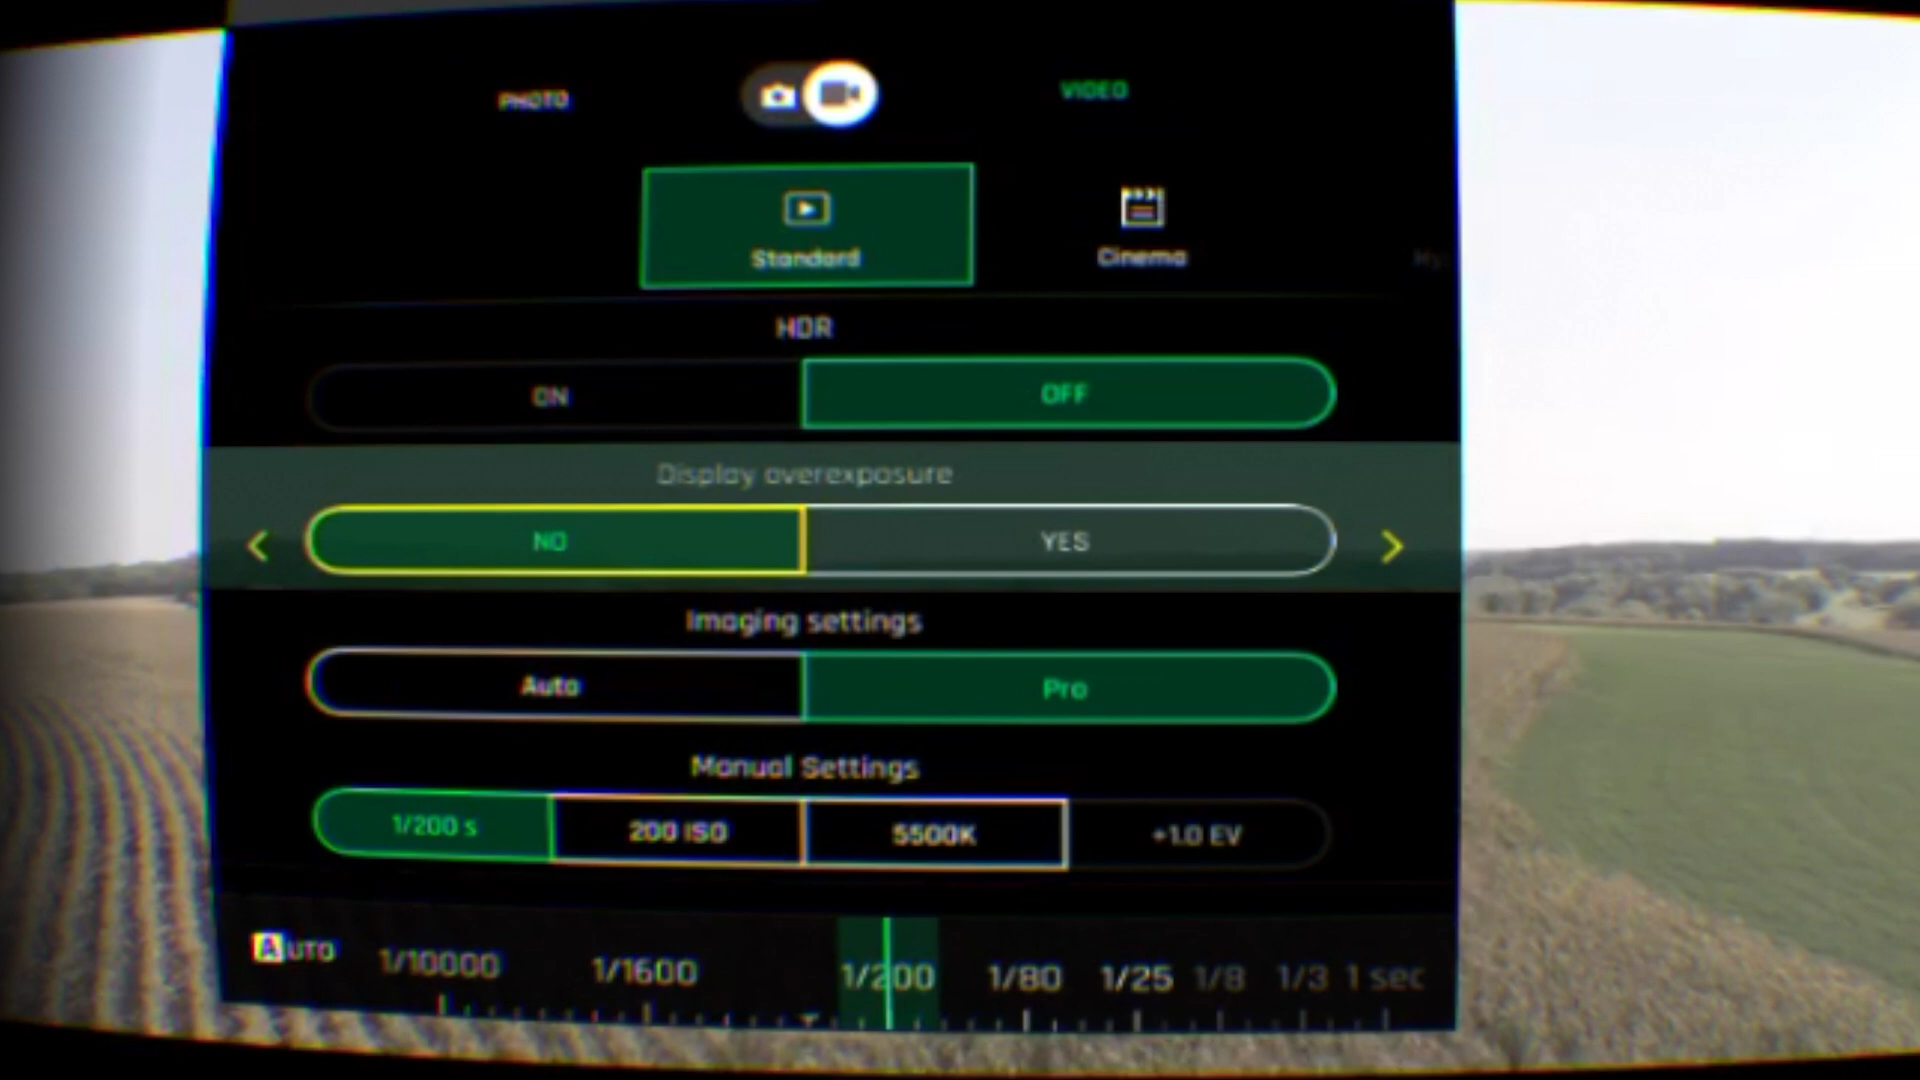 PHOTO VIDEO
Standard Cinema
HDR
ON OFF
Display overexposure
< NO YES >
Imaging settings
Auto Pro
Manual Settings
1/200 s 200 ISO 5500K +1.0 EV
AUTO 1/10000 1/1600 1/200 1/80 1/25 1/8 1/3 1 sec